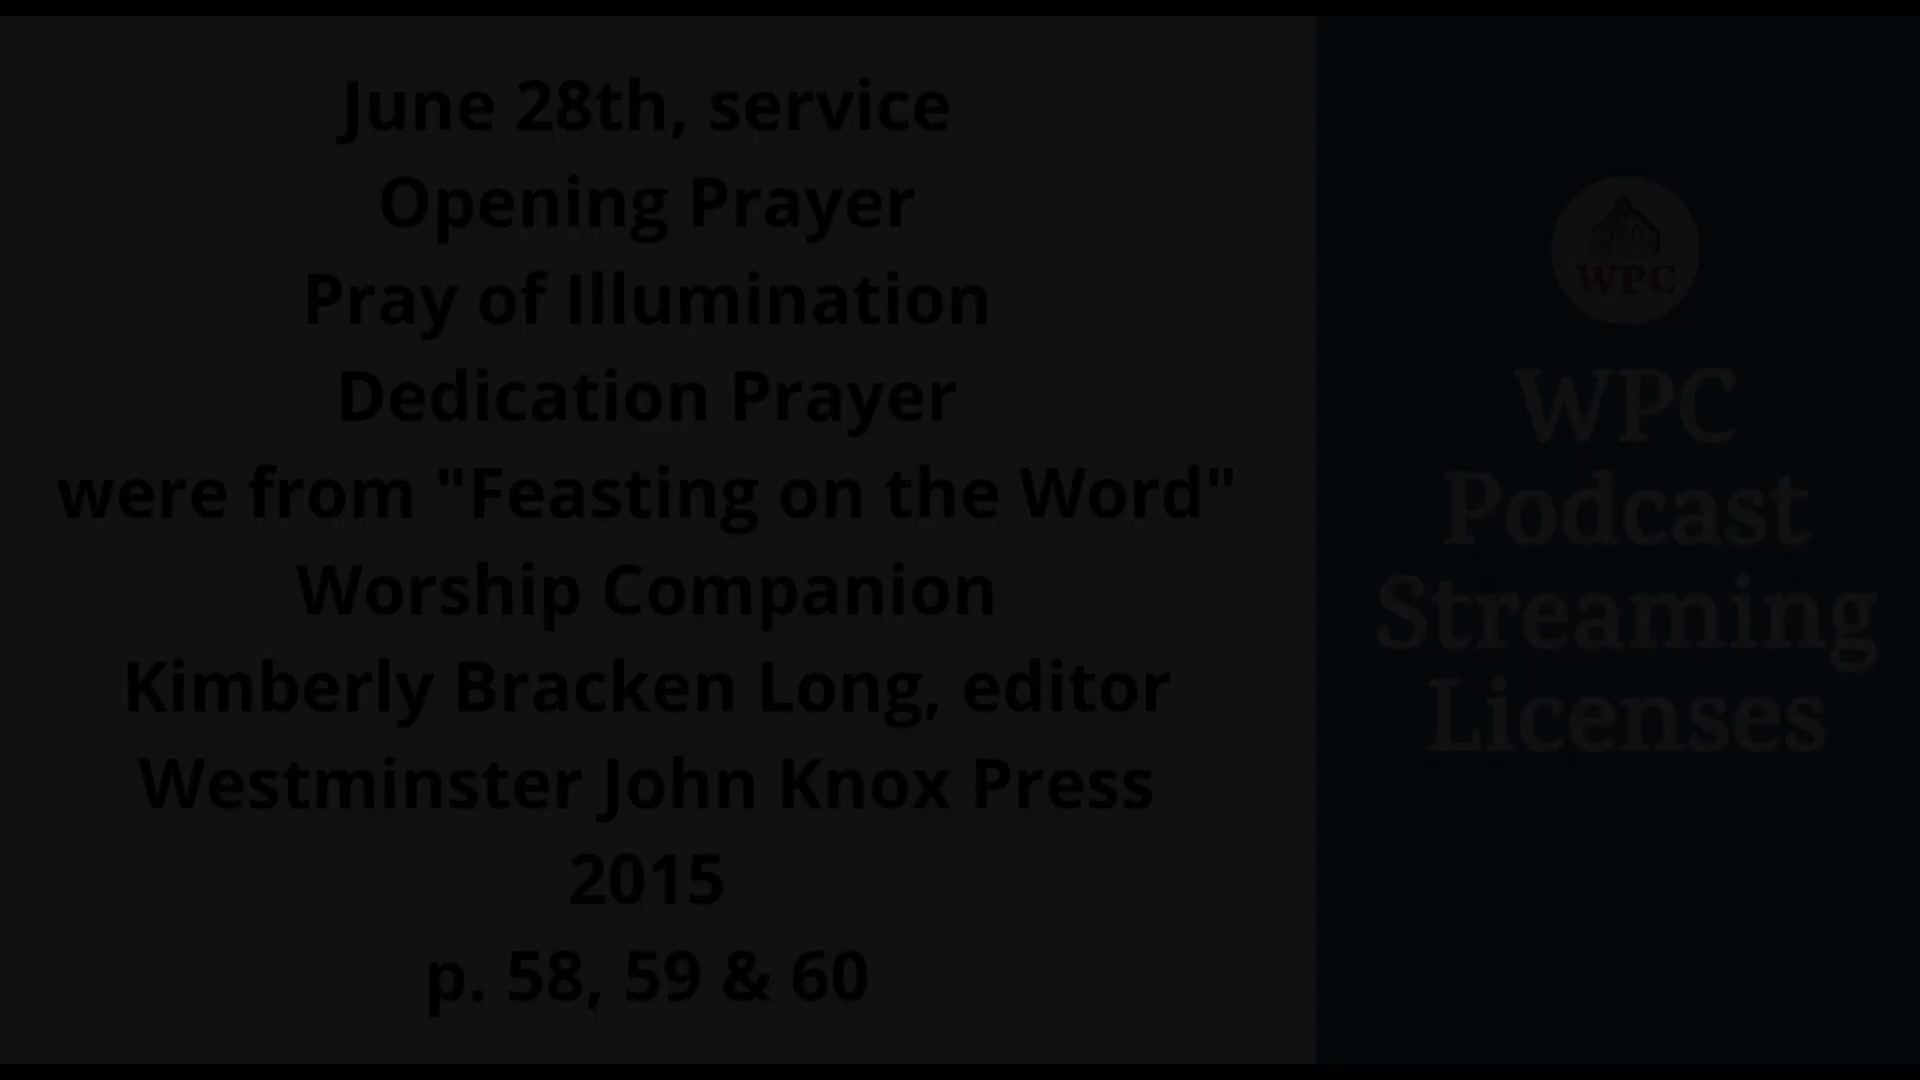 June 28th, service
Opening Prayer
Pray of Illumination
Dedication Prayer
were from "Feasting on the Word"
Worship Companion
Kimberly Bracken Long, editor
Westminster John Knox Press
2015
p. 58, 59 & 60
WPC
WPC
Podcast
Streaming
Licenses